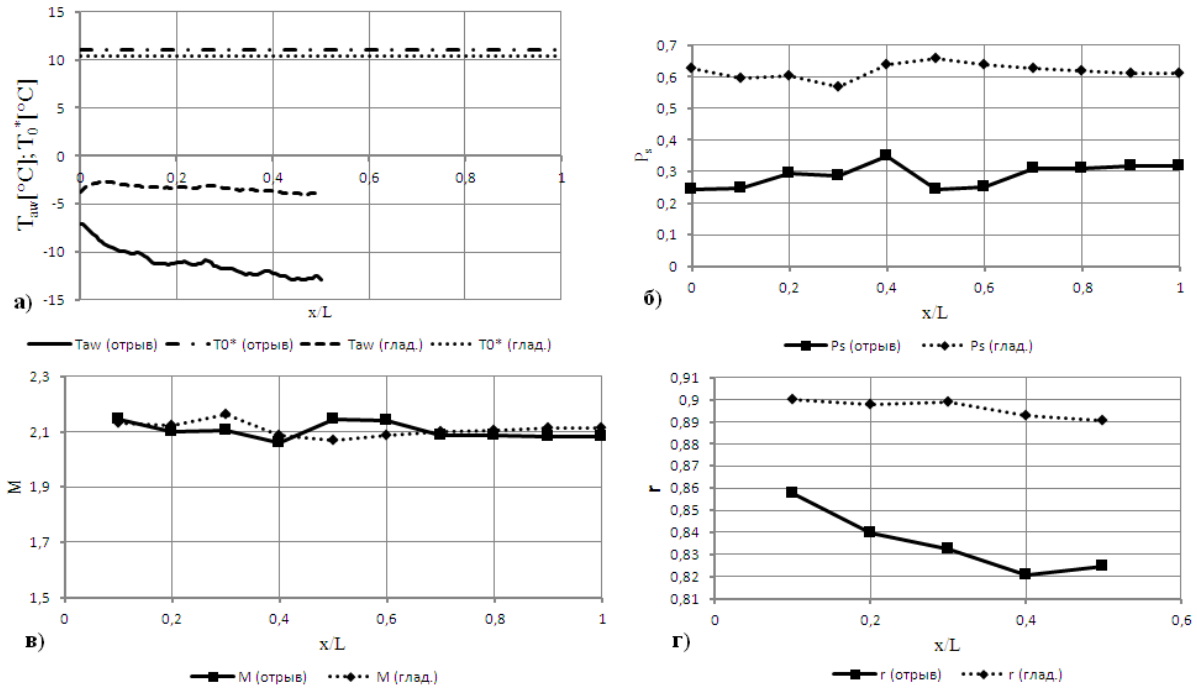 15
10
5
0
-5
-10
-15
0
0,2
0,4
0,6
0,8
1
Taw[°C]; T0*[°C]
x/L
а)
Taw (отрыв)
T0* (отрыв)
Taw (глад.)
T0* (глад.)
0,7
0,6
0,5
0,4
0,3
0,2
0,1
0
0
0,2
0,4
0,6
0,8
1
Ps
x/L
б)
Ps (отрыв)
Ps (глад.)
2,3
2,1
1,9
1,7
1,5
0
0,2
0,4
0,6
0,8
1
M
x/L
в)
M (отрыв)
M (глад.)
0,91
0,9
0,89
0,88
0,87
0,86
0,85
0,84
0,83
0,82
0,81
0
0,2
0,4
0,6
r
x/L
г)
r (отрыв)
r (глад.)